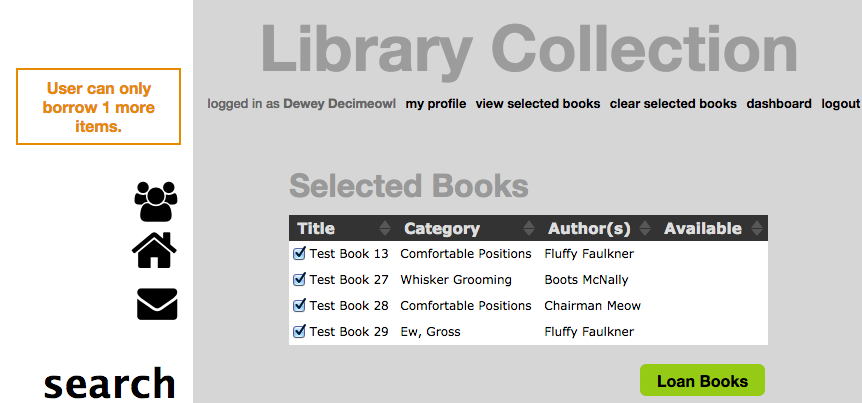 Library Collection
User can only
borrow 1 more
items.
logged in as Dewey Decimeowl my profile view selected books clear selected books dashboard logout
Selected Books
Title Category Author(s) Available
Test Book 13 Comfortable Positions Fluffy Faulkner
Test Book 27 Whisker Grooming Boots McNally
Test Book 28 Comfortable Positions Chairman Meow
Test Book 29 Ew, Gross Fluffy Faulkner
search
Loan Books